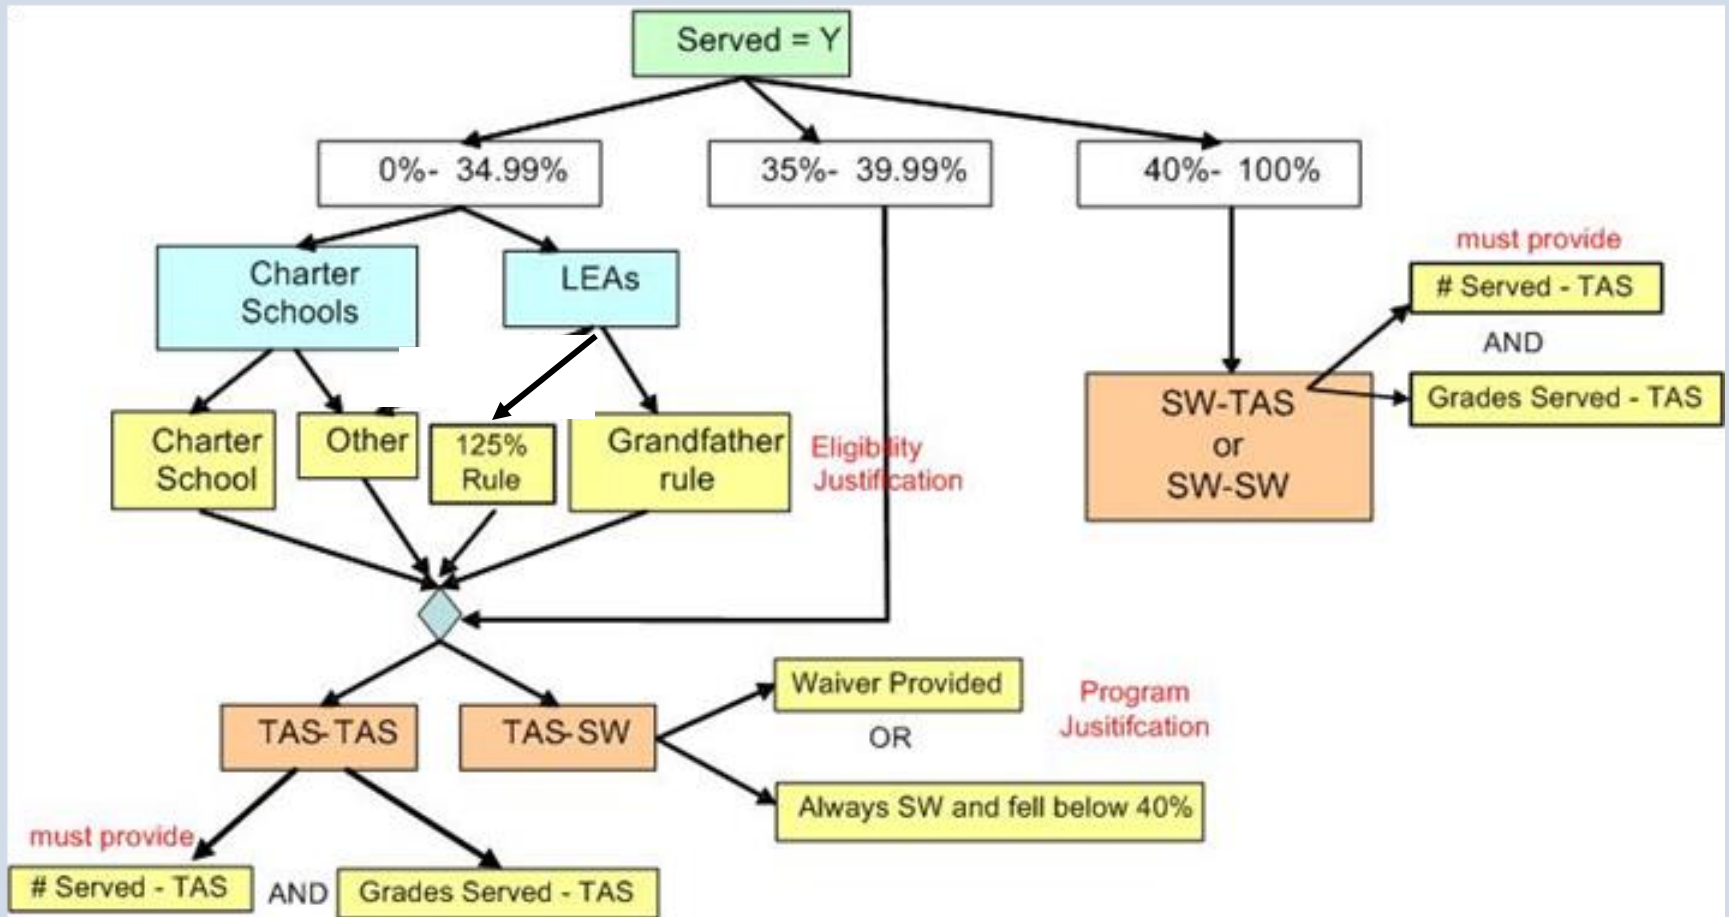 Served = Y
0%- 34.99%
35%- 39.99%
40%- 100%
must provide
# Served - TAS
AND
Grades Served - TAS
Charter
Schools
LEAs
SW-TAS
or
SW-SW
Charter
School
Other
125%
Rule
Grandfather
rule
Eligibility
Justification
TAS-TAS
TAS-SW
Waiver Provided
OR
Always SW and fell below 40%
Program
Jusitifcation
must provide
# Served - TAS
AND
Grades Served - TAS